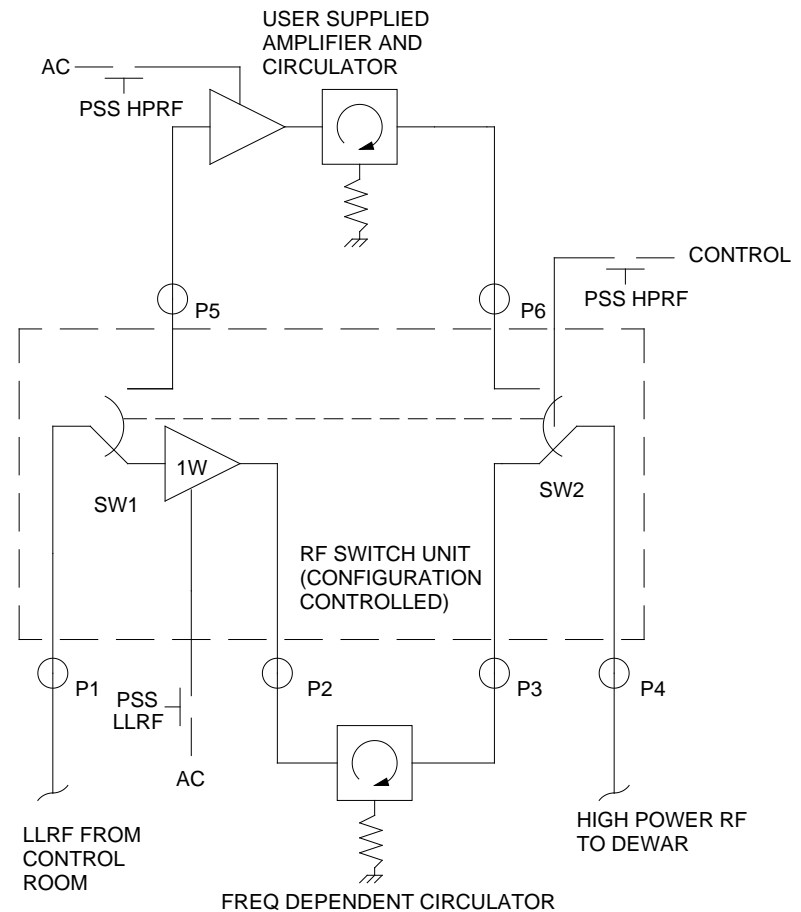 USER SUPPLIED
AMPLIFIER AND
CIRCULATOR
AC
PSS HPRF
CONTROL
PSS HPRF
P5
P6
1W
SW1
SW2
RF SWITCH UNIT
(CONFIGURATION
CONTROLLED)
P1
PSS
LLRF
P2
P3
P4
AC
LLRF FROM
CONTROL
ROOM
HIGH POWER RF
TO DEWAR
FREQ DEPENDENT CIRCULATOR